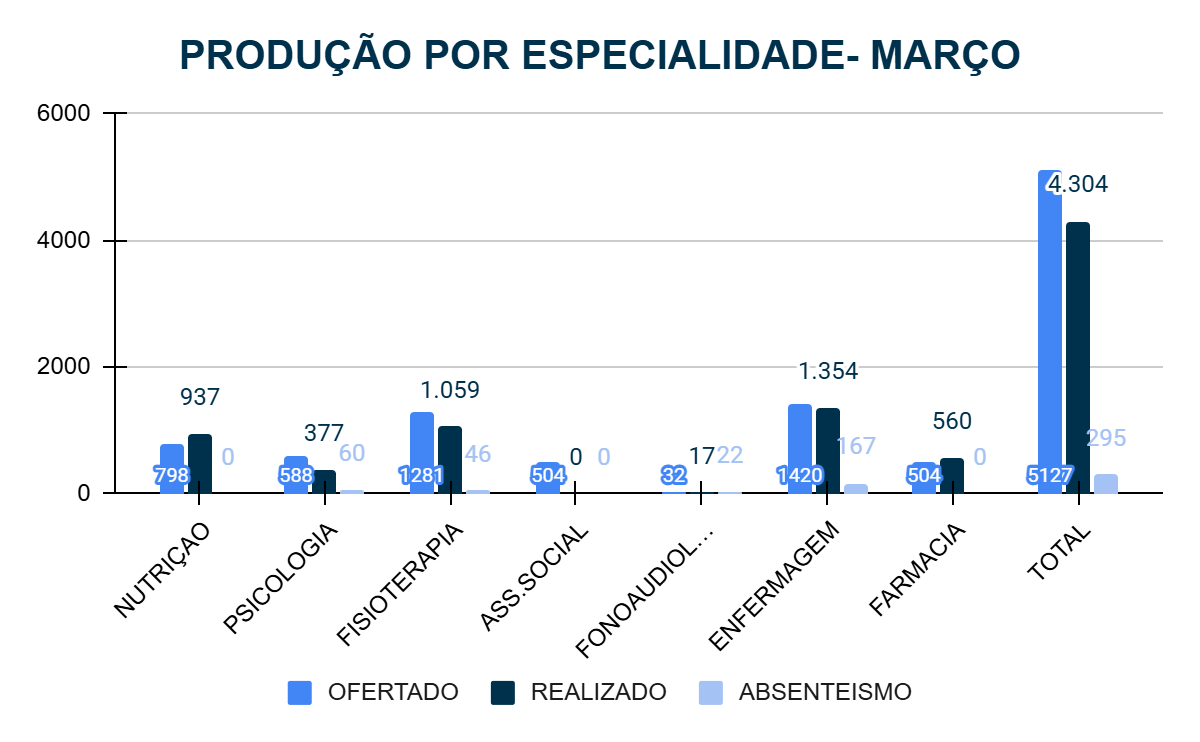 PRODUÇÃO POR ESPECIALIDADE- MARÇO
6000
4000
2000
0
798 937 0
588 377 60
1281 1.059 46
504 0 0
32 17 22
1420 1.354 167
504 560 0
5127 4.304 295
NUTRIÇAO
PSICOLOGIA
FISIOTERAPIA
ASS.SOCIAL
FONOAUDIOL...
ENFERMAGEM
FARMACIA
TOTAL
OFERTADO REALIZADO ABSENTEISMO